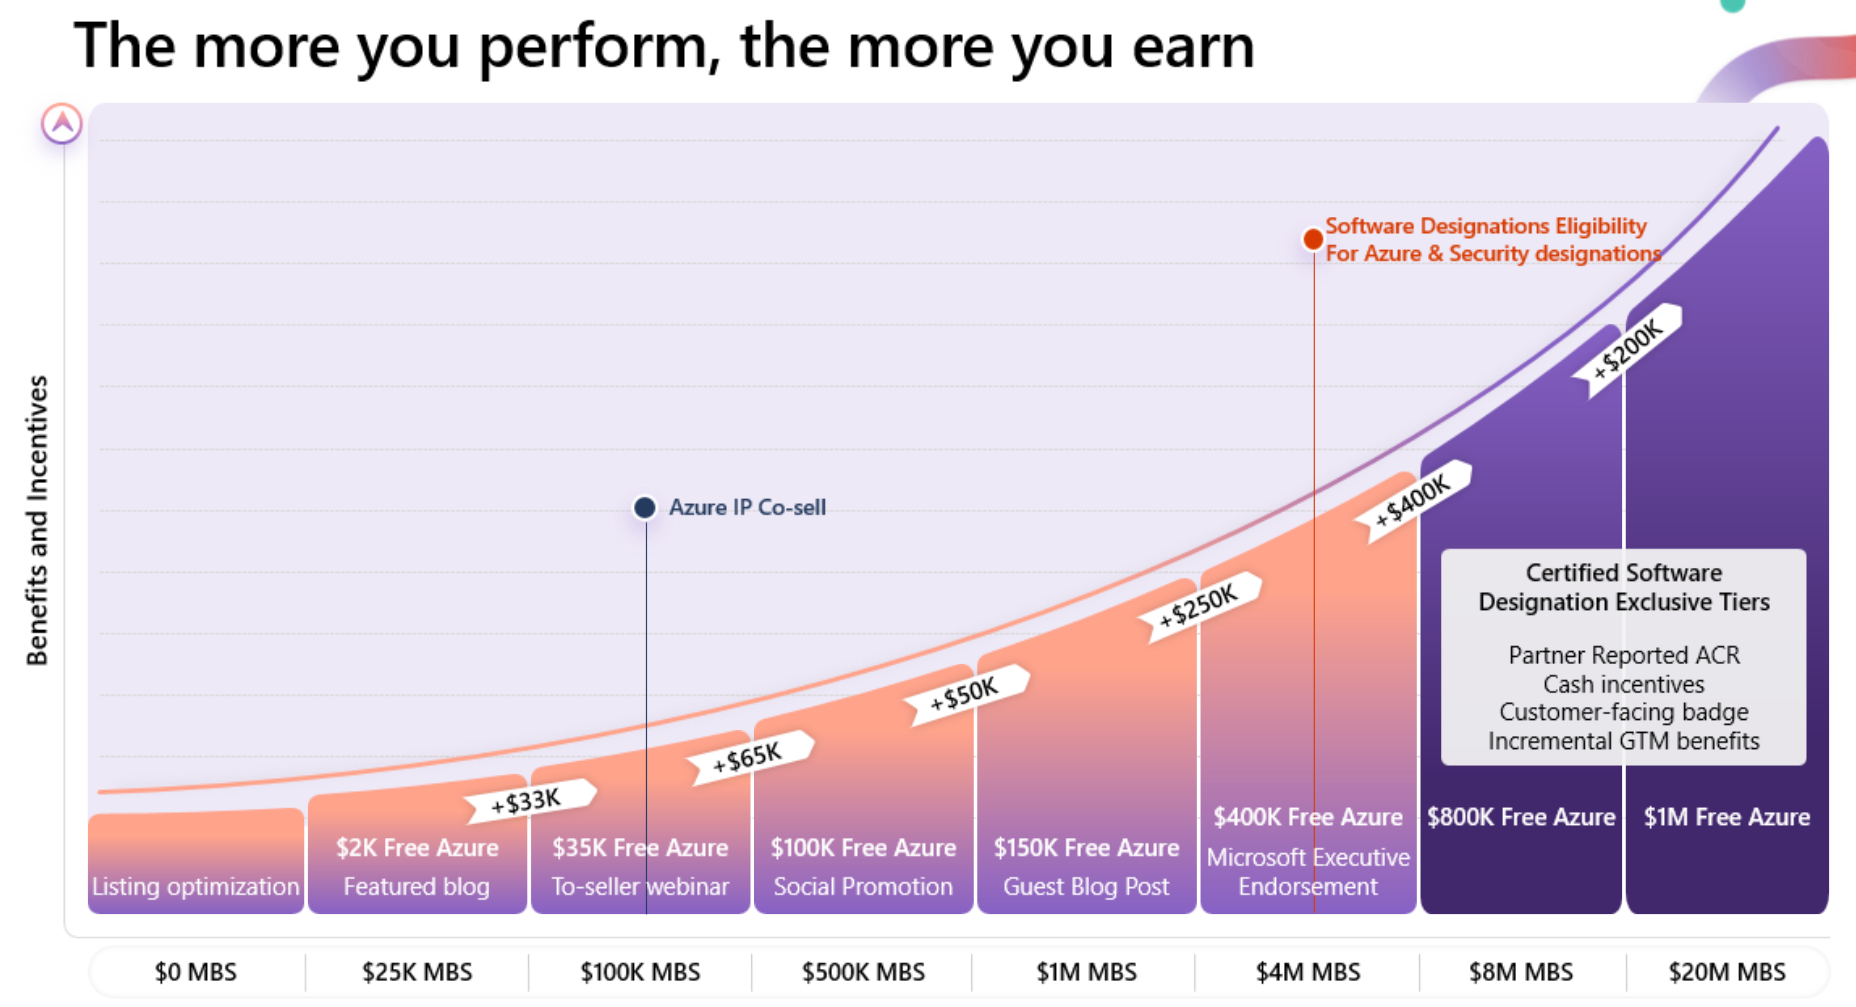 The more you perform, the more you earn
Benefits and Incentives
Software Designations Eligibility
For Azure & Security designations
Azure IP Co-sell
+$33K
+$65K
+$50K
+$250K
+$400K
+$200K
Certified Software
Designation Exclusive Tiers
Partner Reported ACR
Cash incentives
Customer-facing badge
Incremental GTM benefits
Listing optimization
$2K Free Azure
Featured blog
$35K Free Azure
To-seller webinar
$100K Free Azure
Social Promotion
$150K Free Azure
Guest Blog Post
$400K Free Azure
Microsoft Executive
Endorsement
$800K Free Azure
$1M Free Azure
$0 MBS
$25K MBS
$100K MBS
$500K MBS
$1M MBS
$4M MBS
$8M MBS
$20M MBS